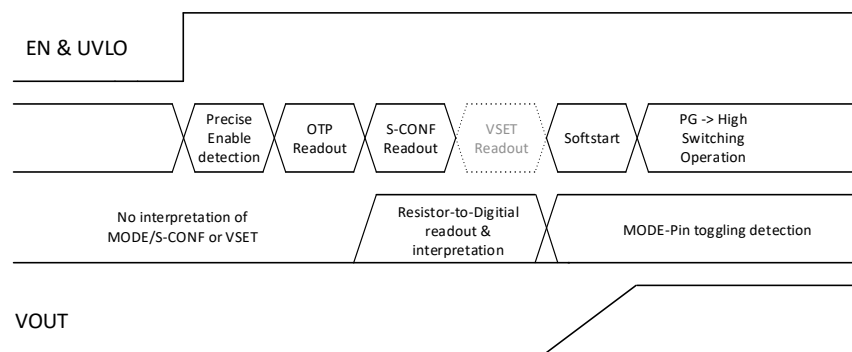 EN & UVLO
Precise
Enable
detection
OTP
Readout
S-CONF
Readout
VSET
Readout
Softstart
PG -> High
Switching
Operation
No interpretation of
MODE/S-CONF or VSET
Resistor-to-Digitial
readout &
interpretation
MODE-Pin toggling detection
VOUT